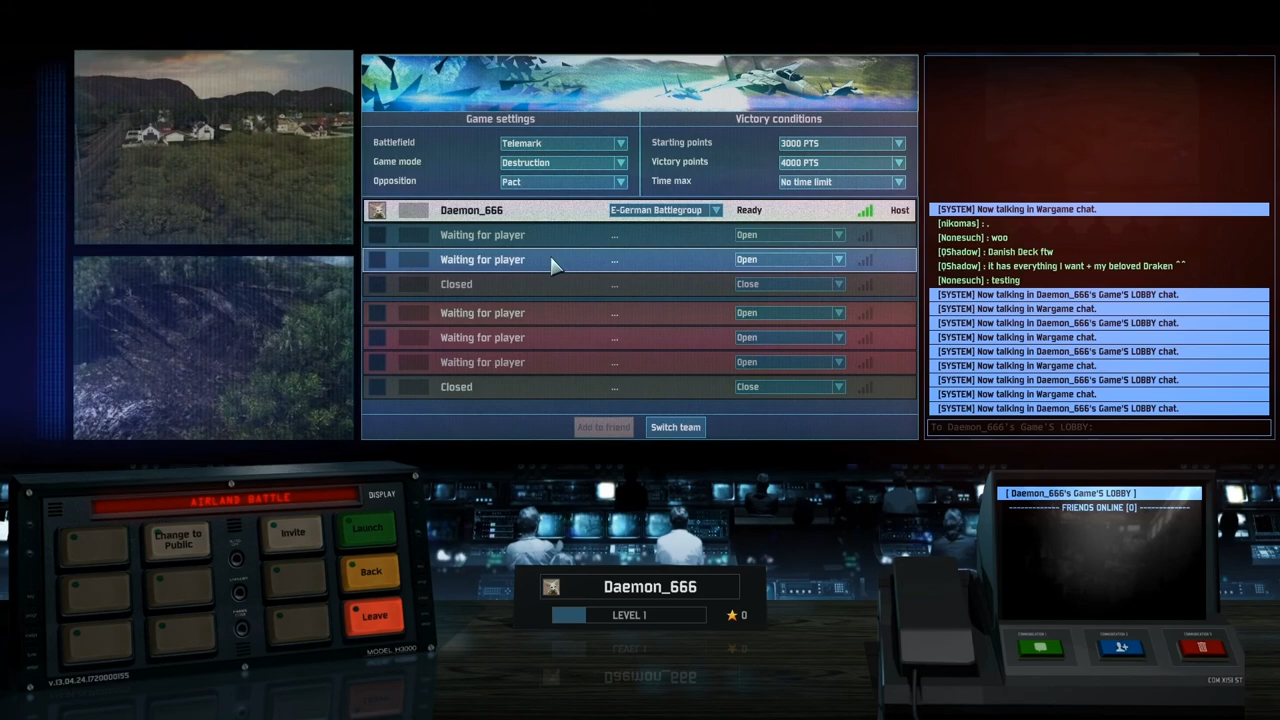 Game settings
Victory conditions
Battlefield
Telemark
Starting points
3000 PTS
Game mode
Destruction
Victory points
4000 PTS
Opposition
Pact
Time max
No time limit
Daemon_666
E-German Battlegroup
Ready
Host
Waiting for player
...
Open
Waiting for player
...
Open
Closed
...
Close
Waiting for player
...
Open
Waiting for player
...
Open
Waiting for player
...
Open
Closed
...
Close
Add to friend
Switch team
[SYSTEM] Now talking in Wargame chat.
[nikomas] : .
[Nonesuch] : woo
[0Shadow] : Danish Deck ftw
[0Shadow] : it has everything I want + my beloved Draken ^^
[Nonesuch] : testing
[SYSTEM] Now talking in Daemon_666's Game'S LOBBY chat.
[SYSTEM] Now talking in Wargame chat.
[SYSTEM] Now talking in Daemon_666's Game'S LOBBY chat.
[SYSTEM] Now talking in Wargame chat.
[SYSTEM] Now talking in Daemon_666's Game'S LOBBY chat.
[SYSTEM] Now talking in Wargame chat.
[SYSTEM] Now talking in Daemon_666's Game'S LOBBY chat.
[SYSTEM] Now talking in Wargame chat.
[SYSTEM] Now talking in Daemon_666's Game'S LOBBY chat.
To Daemon_666's Game'S LOBBY:
AIRLAND BATTLE
DISPLAY
Change to
Public
Invite
Launch
Back
Leave
MODEL H3000
v.13.04.24.1720000155
Daemon_666
LEVEL 1
0
[ Daemon_666's Game'S LOBBY ]
------------ FRIENDS ONLINE [0] ------------
COM X151 ST